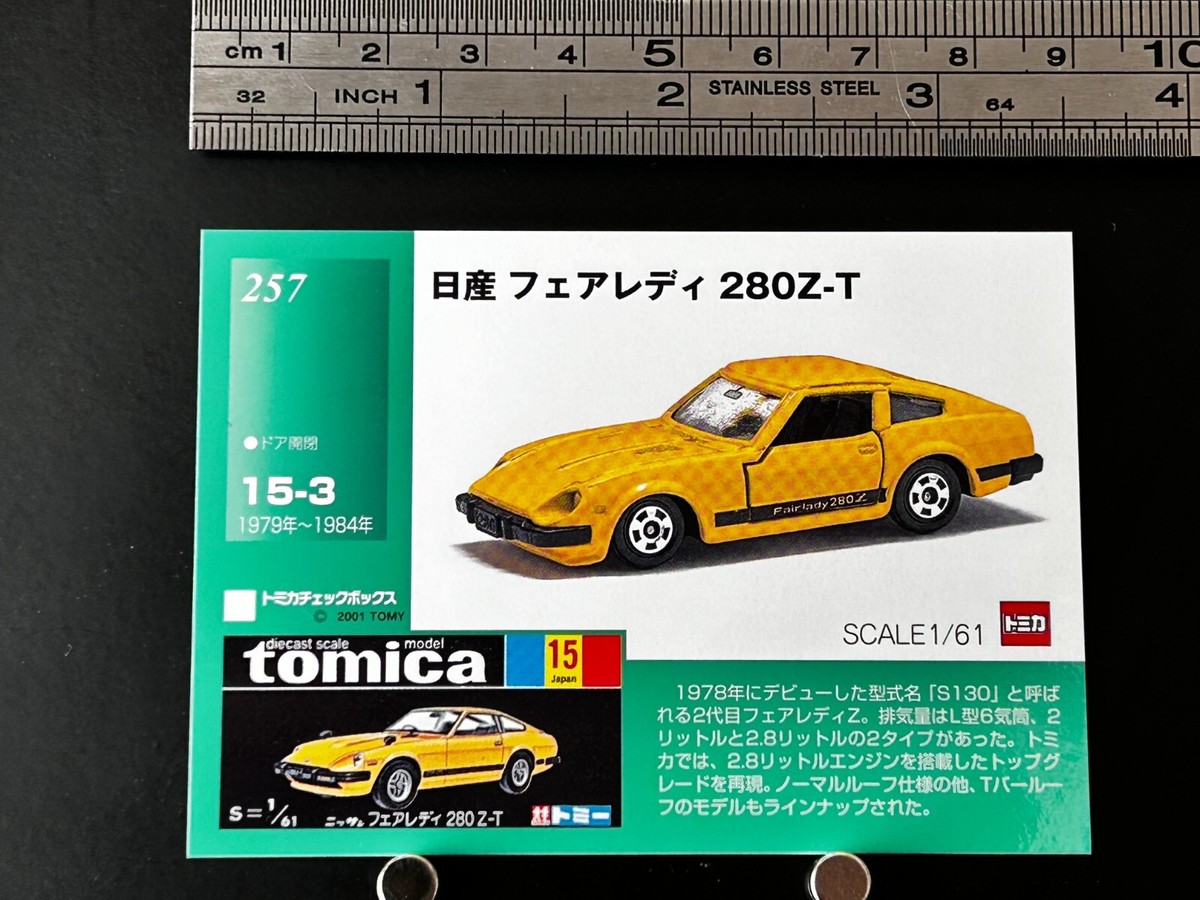 cm 1 2 3 4 5 6 7 8 9 10
32 INCH 1 2 STAINLESS STEEL 3 64 4
257
日産 フェアレディ 280Z-T
●ドア開閉
15-3
1979年～1984年
Fairlady 280Z
トミカチェックボックス
© 2001 TOMY
SCALE1/61
トミカ
diecast scale model
tomica
15
Japan
S=1/61
ニッサン フェアレディ 280Z-T
トミー
1978年にデビューした型式名「S130」と呼ば
れる2代目フェアレディZ。排気量はL型6気筒、2
リットルと2.8リットルの2タイプがあった。トミ
カでは、2.8リットルエンジンを搭載したトップグ
レードを再現。ノーマルルーフ仕様の他、Tバールー
フのモデルもラインナップされた。